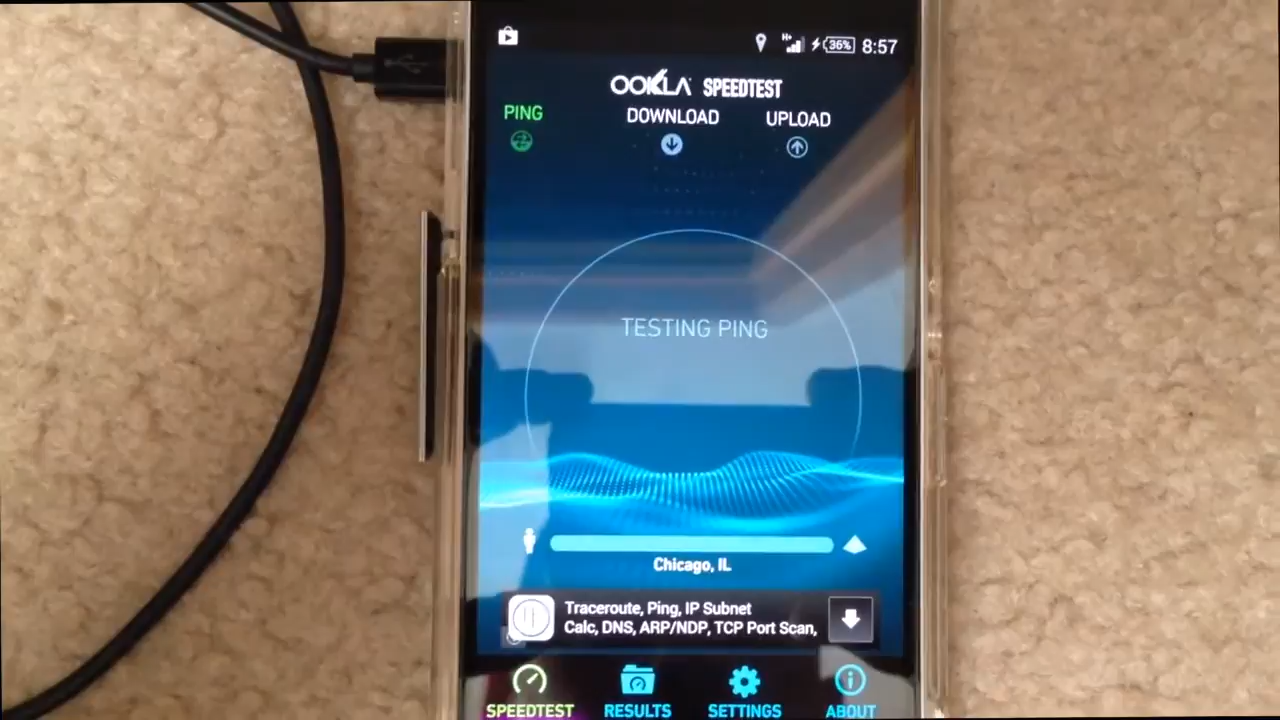 H+ 36% 8:57
OOKLA SPEEDTEST
PING DOWNLOAD UPLOAD
TESTING PING
Chicago, IL
Traceroute, Ping, IP Subnet
Calc, DNS, ARP/NDP, TCP Port Scan,
SPEEDTEST RESULTS SETTINGS ABOUT